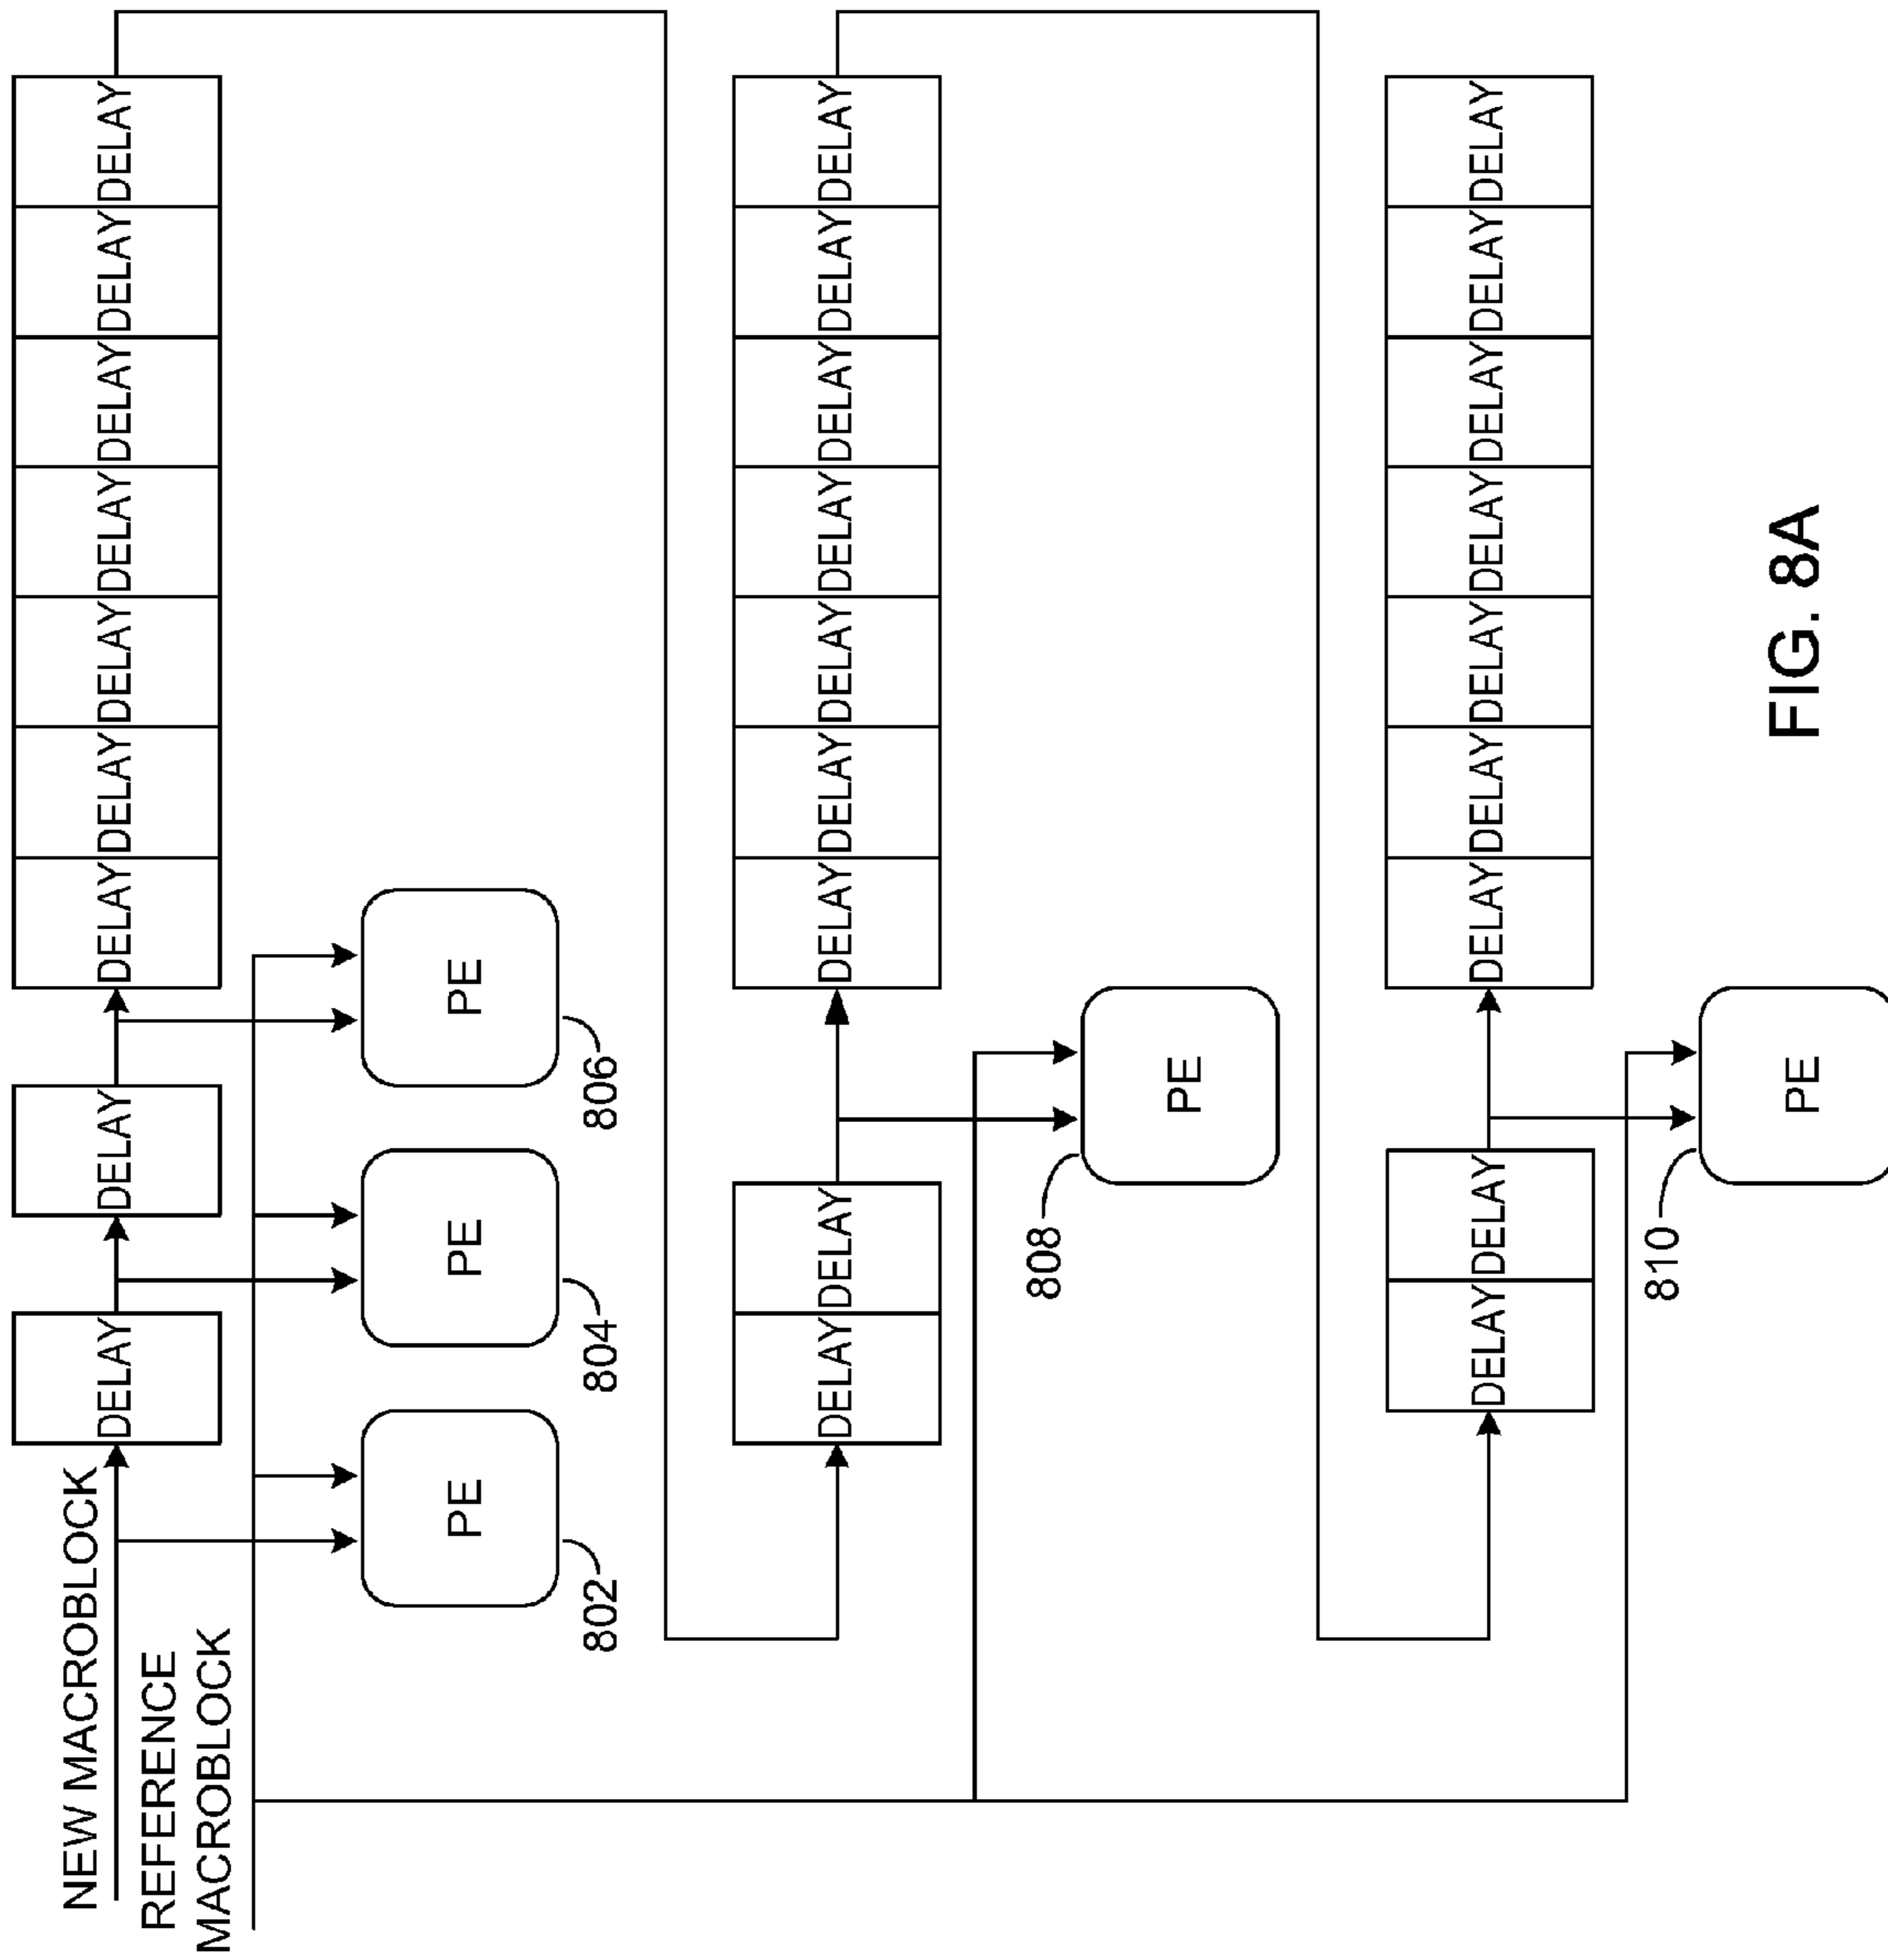 NEW MACROBLOCK
DELAY
DELAY
DELAY DELAY DELAY DELAY DELAY DELAY DELAY
REFERENCE
MACROBLOCK
PE
PE
PE
802
804
806
DELAY DELAY
DELAY DELAY DELAY DELAY DELAY DELAY DELAY
808
PE
DELAY DELAY
DELAY DELAY DELAY DELAY DELAY DELAY DELAY
810
PE
FIG. 8A